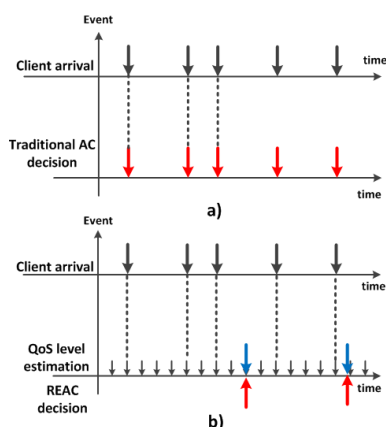 Event
Client arrival
time
Traditional AC
decision
time
a)
Event
Client arrival
time
QoS level
estimation
REAC
decision
time
b)